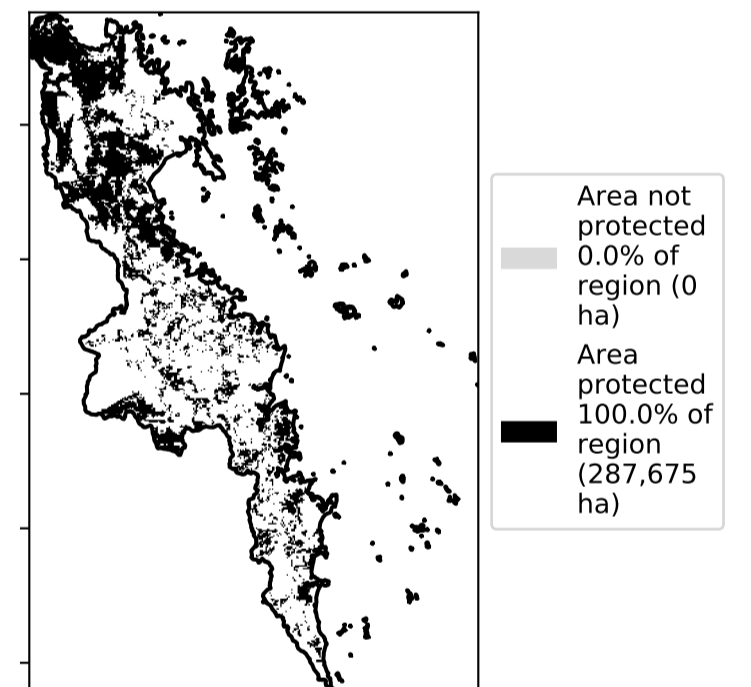 Area not
protected
0.0% of
region (0
ha)
Area
protected
100.0% of
region
(287,675
ha)